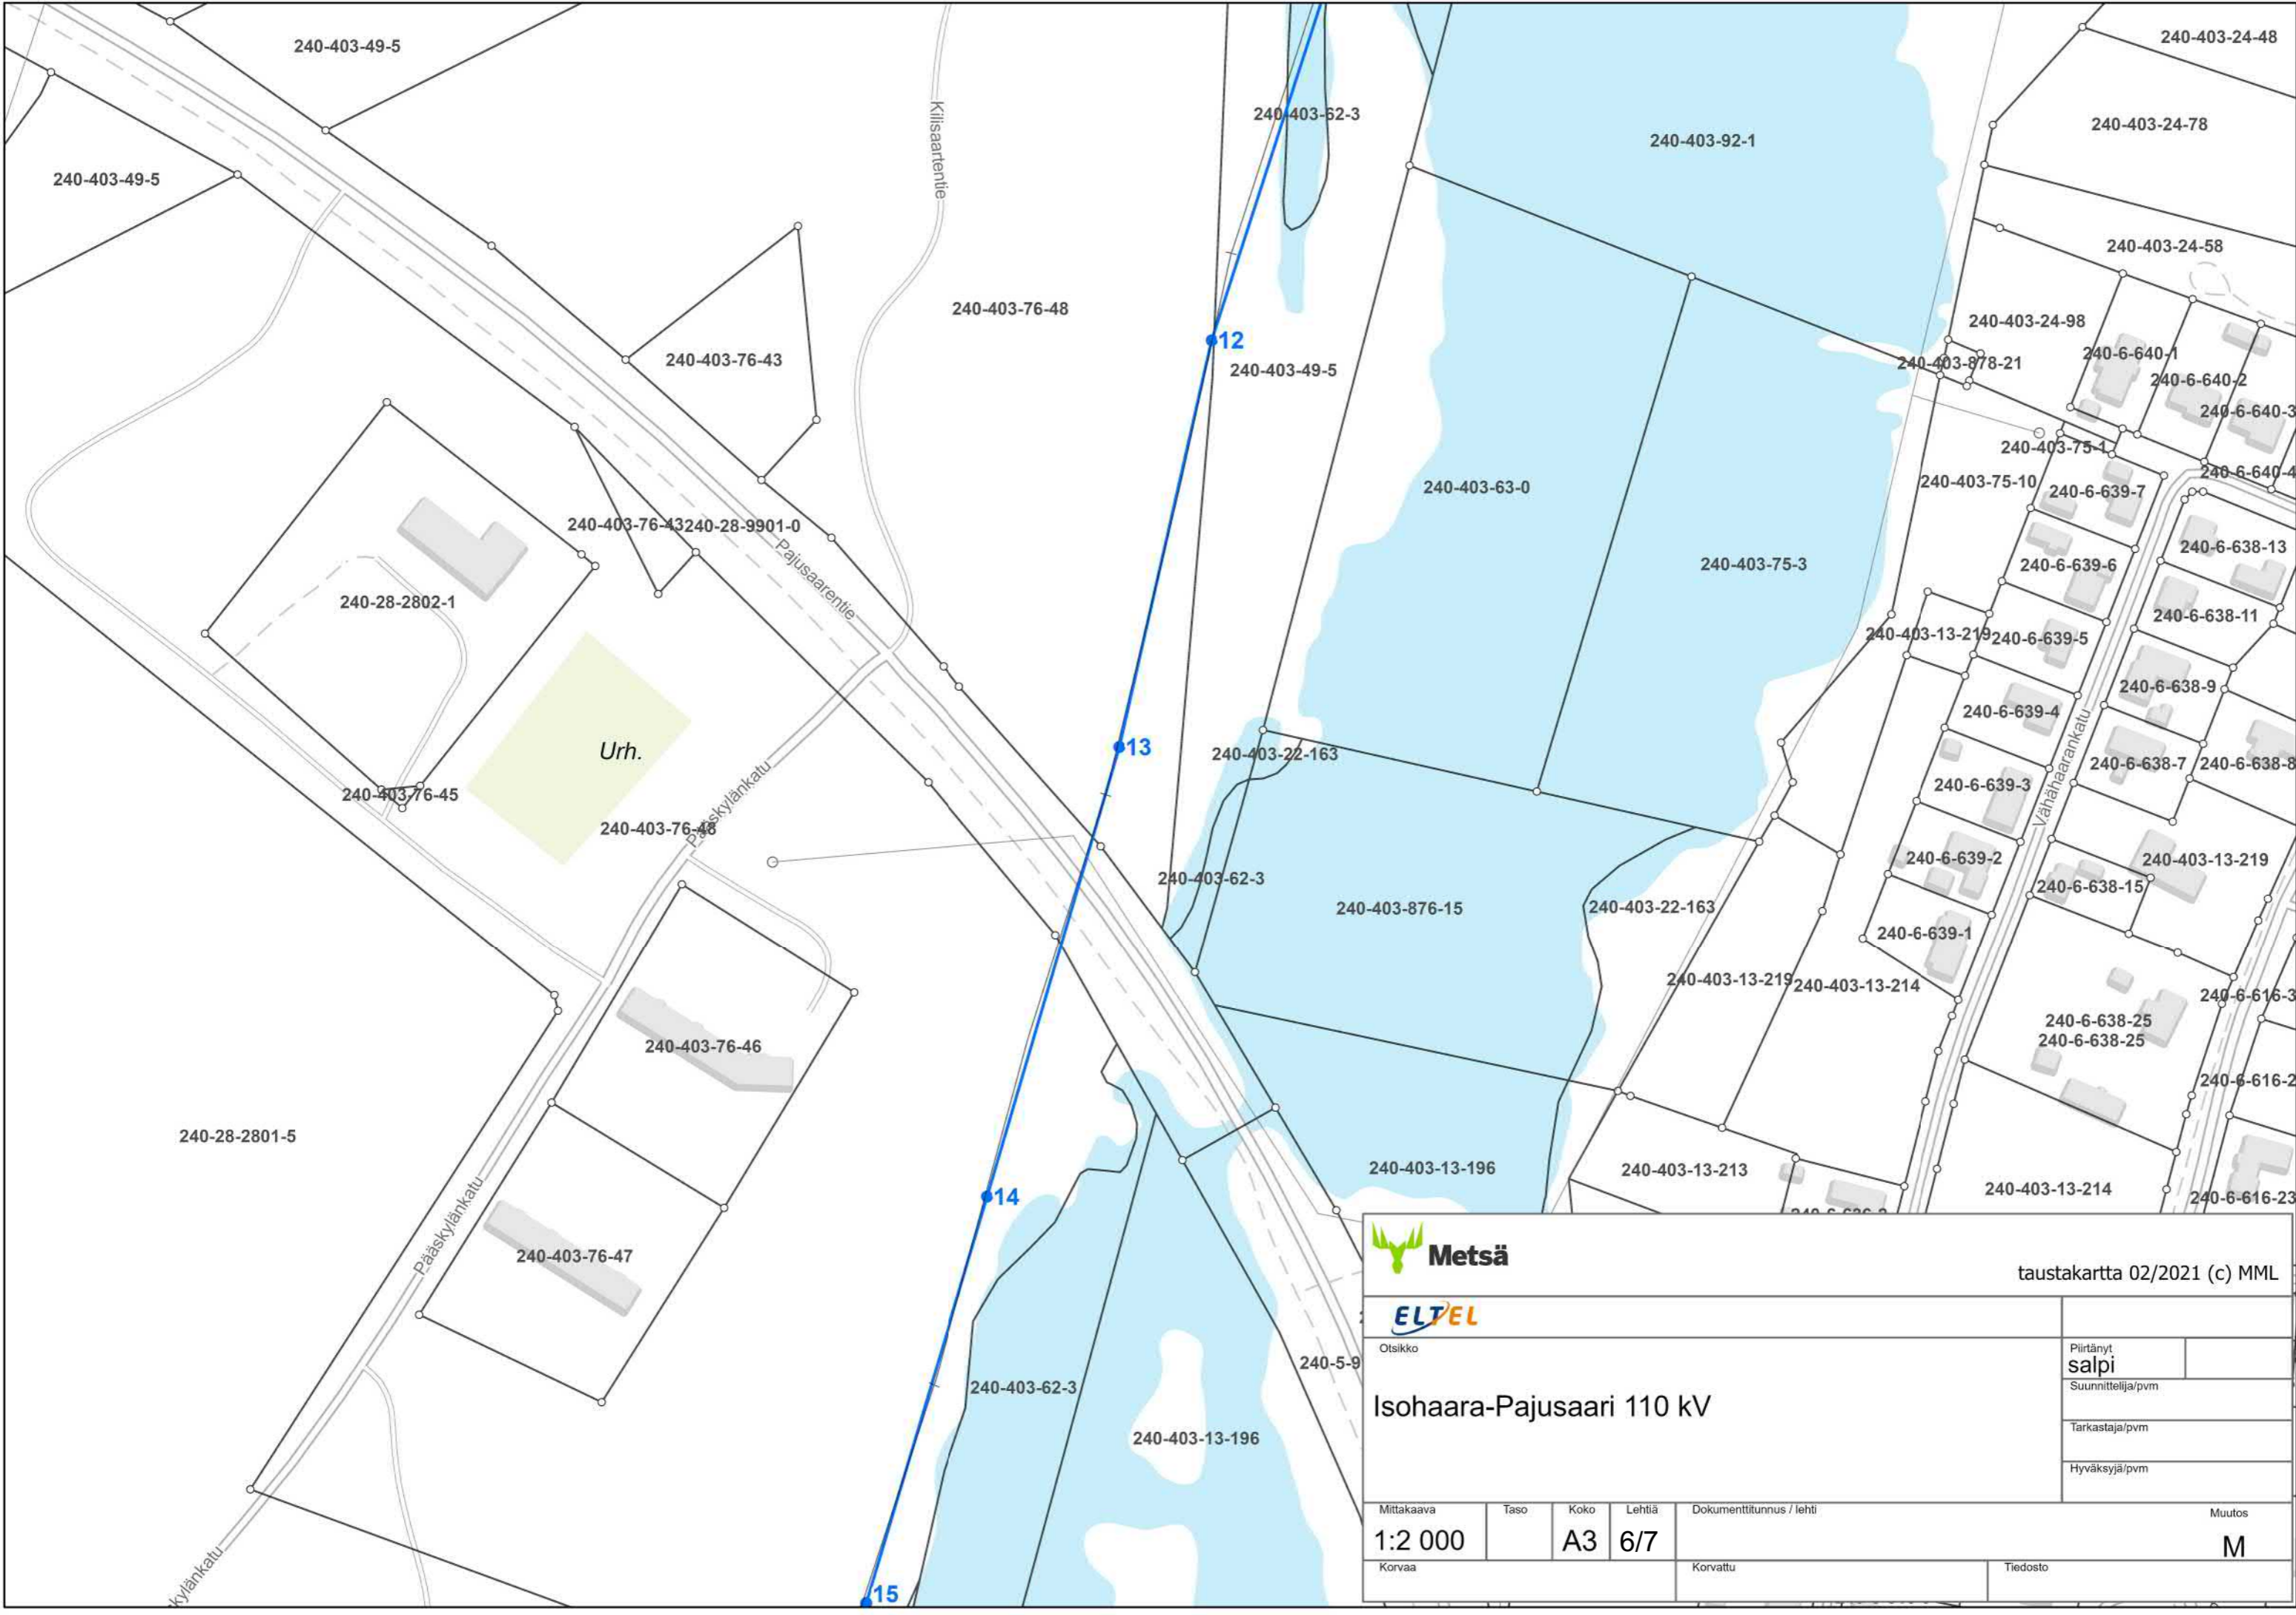 240-403-49-5
240-403-24-48
240-403-62-3
240-403-24-78
240-403-92-1
Kilisaartentie
240-403-49-5
240-403-24-58
240-403-76-48
240-403-24-98
12
240-403-76-43
240-403-49-5
240-403-878-21
240-6-640-1
240-6-640-2
240-6-640-3
240-403-75-1
240-6-640-4
240-403-63-0
240-403-75-10
240-6-639-7
240-403-76-43
240-28-9901-0
Pajusaarentie
240-403-75-3
240-6-638-13
240-6-639-6
240-28-2802-1
240-6-638-11
240-403-13-219
240-6-639-5
240-6-638-9
240-6-639-4
Urh.
13
240-403-22-163
Vähähaarankatu
240-6-638-7
240-6-638-8
240-6-639-3
240-403-76-45
Pääskylänkatu
240-403-76-48
240-6-639-2
240-403-13-219
240-403-62-3
240-6-638-15
240-403-876-15
240-403-22-163
240-6-639-1
240-403-13-219
240-403-13-214
240-6-616-3
240-6-638-25
240-6-638-25
240-403-76-46
240-6-616-2
240-28-2801-5
240-403-13-196
240-403-13-213
240-403-13-214
240-6-616-23
14
Pääskylänkatu
240-403-76-47
240-5-9
240-403-62-3
240-403-13-196
kylänkatu
15
Metsä
taustakartta 02/2021 (c) MML
ELTEL
Otsikko
Isohaara-Pajusaari 110 kV
Piirtänyt
salpi
Suunnittelija/pvm
Tarkastaja/pvm
Hyväksyjä/pvm
Mittakaava
1:2 000
Taso
Koko
A3
Lehtiä
6/7
Dokumenttitunnus / lehti
Muutos
M
Korvaa
Korvattu
Tiedosto